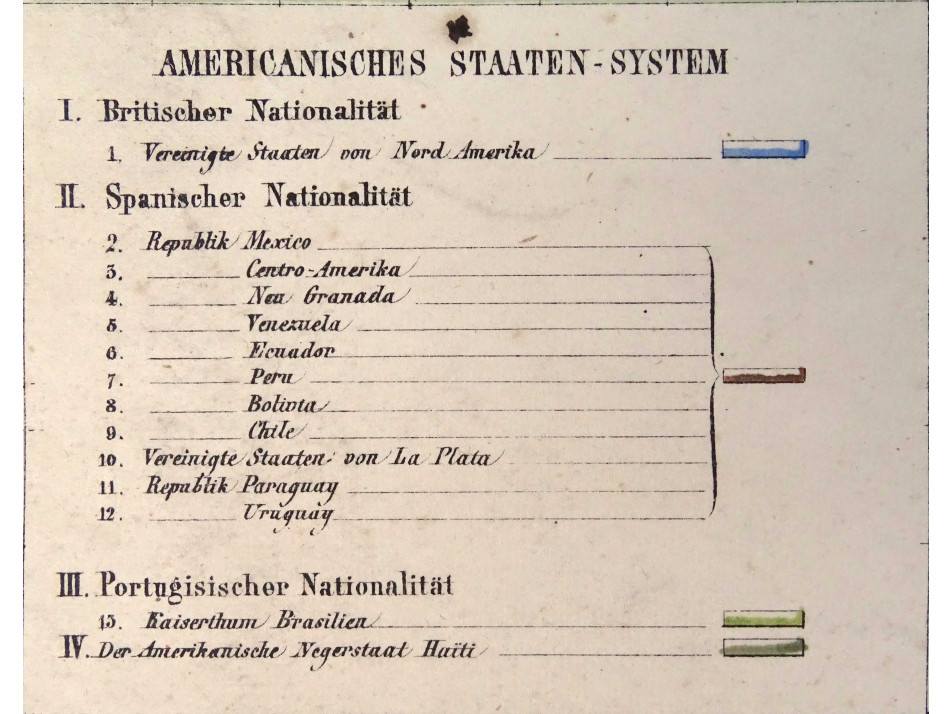 AMERICANISCHES STAATEN-SYSTEM
I. Britischer Nationalität
1. Vereinigte Staaten von Nord Amerika
II. Spanischer Nationalität
2. Republik Mexico
3. Centro-Amerika
4. Neu Granada
5. Venezuela
6. Ecuador
7. Peru
8. Bolivia
9. Chile
10. Vereinigte Staaten von La Plata
11. Republik Paraguay
12. Uruguay
III. Portugisischer Nationalität
13. Kaiserthum Brasilien
IV. Der Amerikanische Negerstaat Haïti